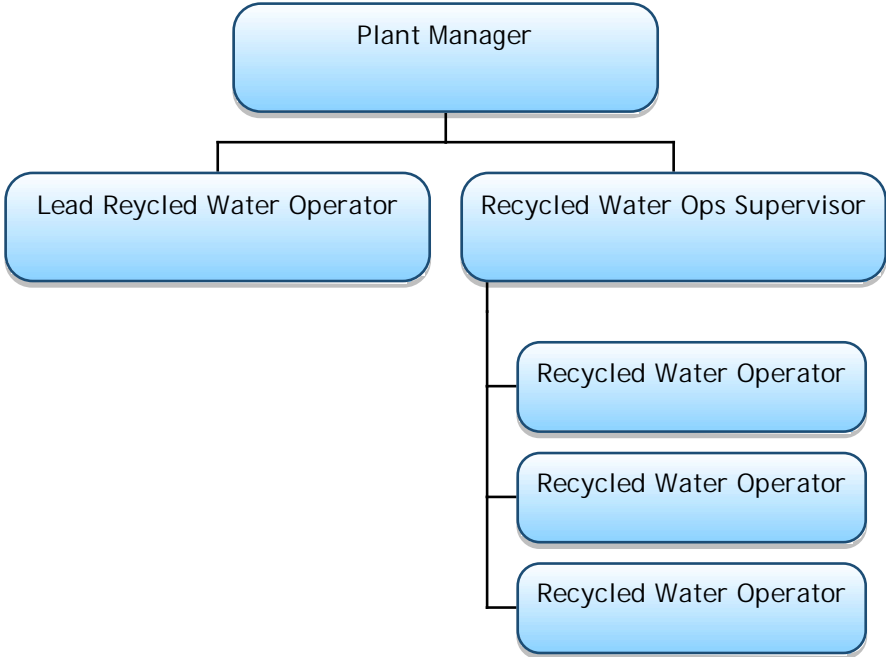 Plant Manager
Lead Reycled Water Operator
Recycled Water Ops Supervisor
Recycled Water Operator
Recycled Water Operator
Recycled Water Operator